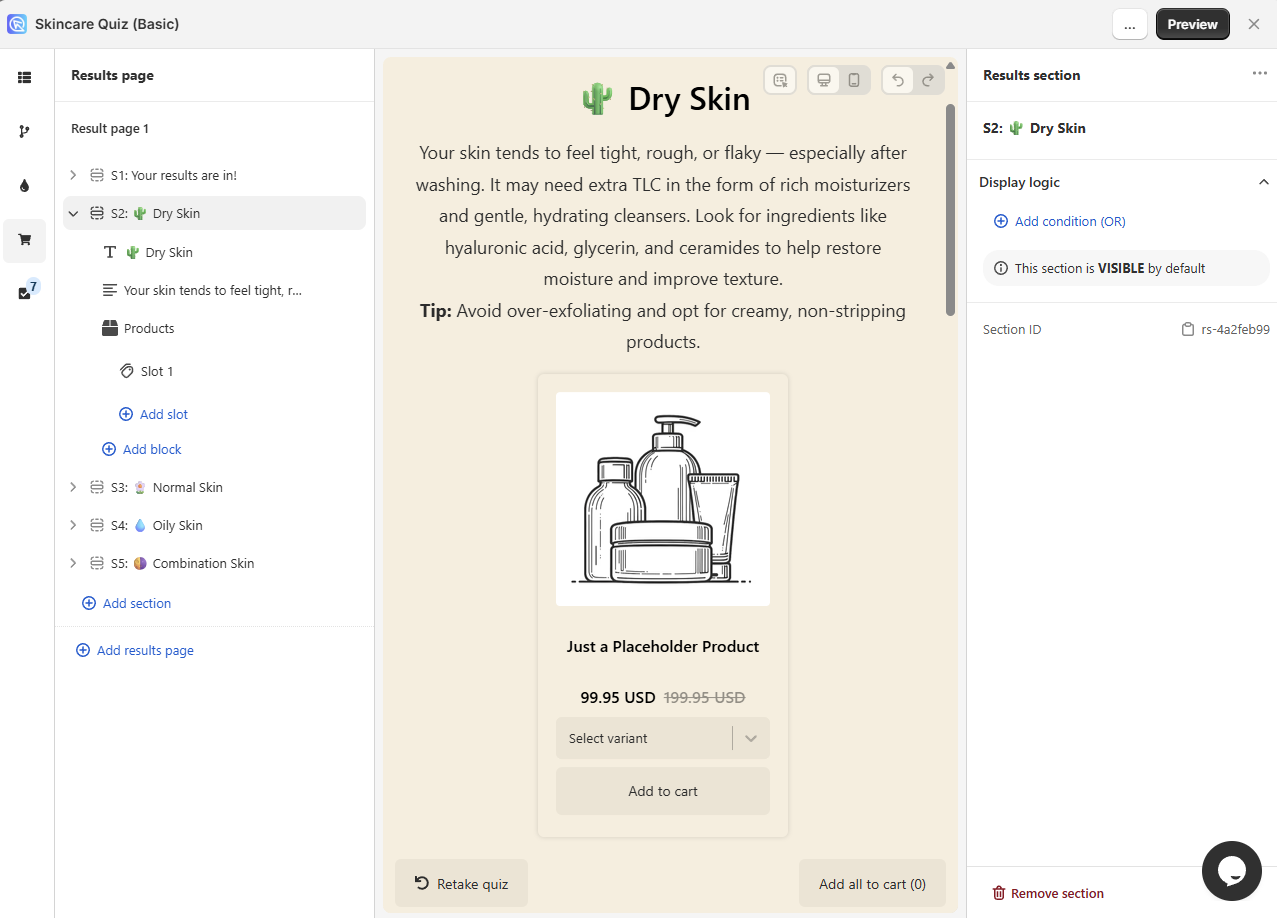 Skincare Quiz (Basic)
...
Preview
Results page
Result page 1
S1: Your results are in!
S2: 🌵 Dry Skin
🌵 Dry Skin
Your skin tends to feel tight, r...
Products
Slot 1
Add slot
Add block
S3: 🌸 Normal Skin
S4: 💧 Oily Skin
S5: Combination Skin
Add section
Add results page
7
🌵 Dry Skin
Your skin tends to feel tight, rough, or flaky — especially after
washing. It may need extra TLC in the form of rich moisturizers
and gentle, hydrating cleansers. Look for ingredients like
hyaluronic acid, glycerin, and ceramides to help restore
moisture and improve texture.
Tip: Avoid over-exfoliating and opt for creamy, non-stripping
products.
Just a Placeholder Product
99.95 USD 199.95 USD
Select variant
Add to cart
Retake quiz
Add all to cart (0)
Results section
S2: 🌵 Dry Skin
Display logic
Add condition (OR)
This section is VISIBLE by default
Section ID
rs-4a2feb99
Remove section